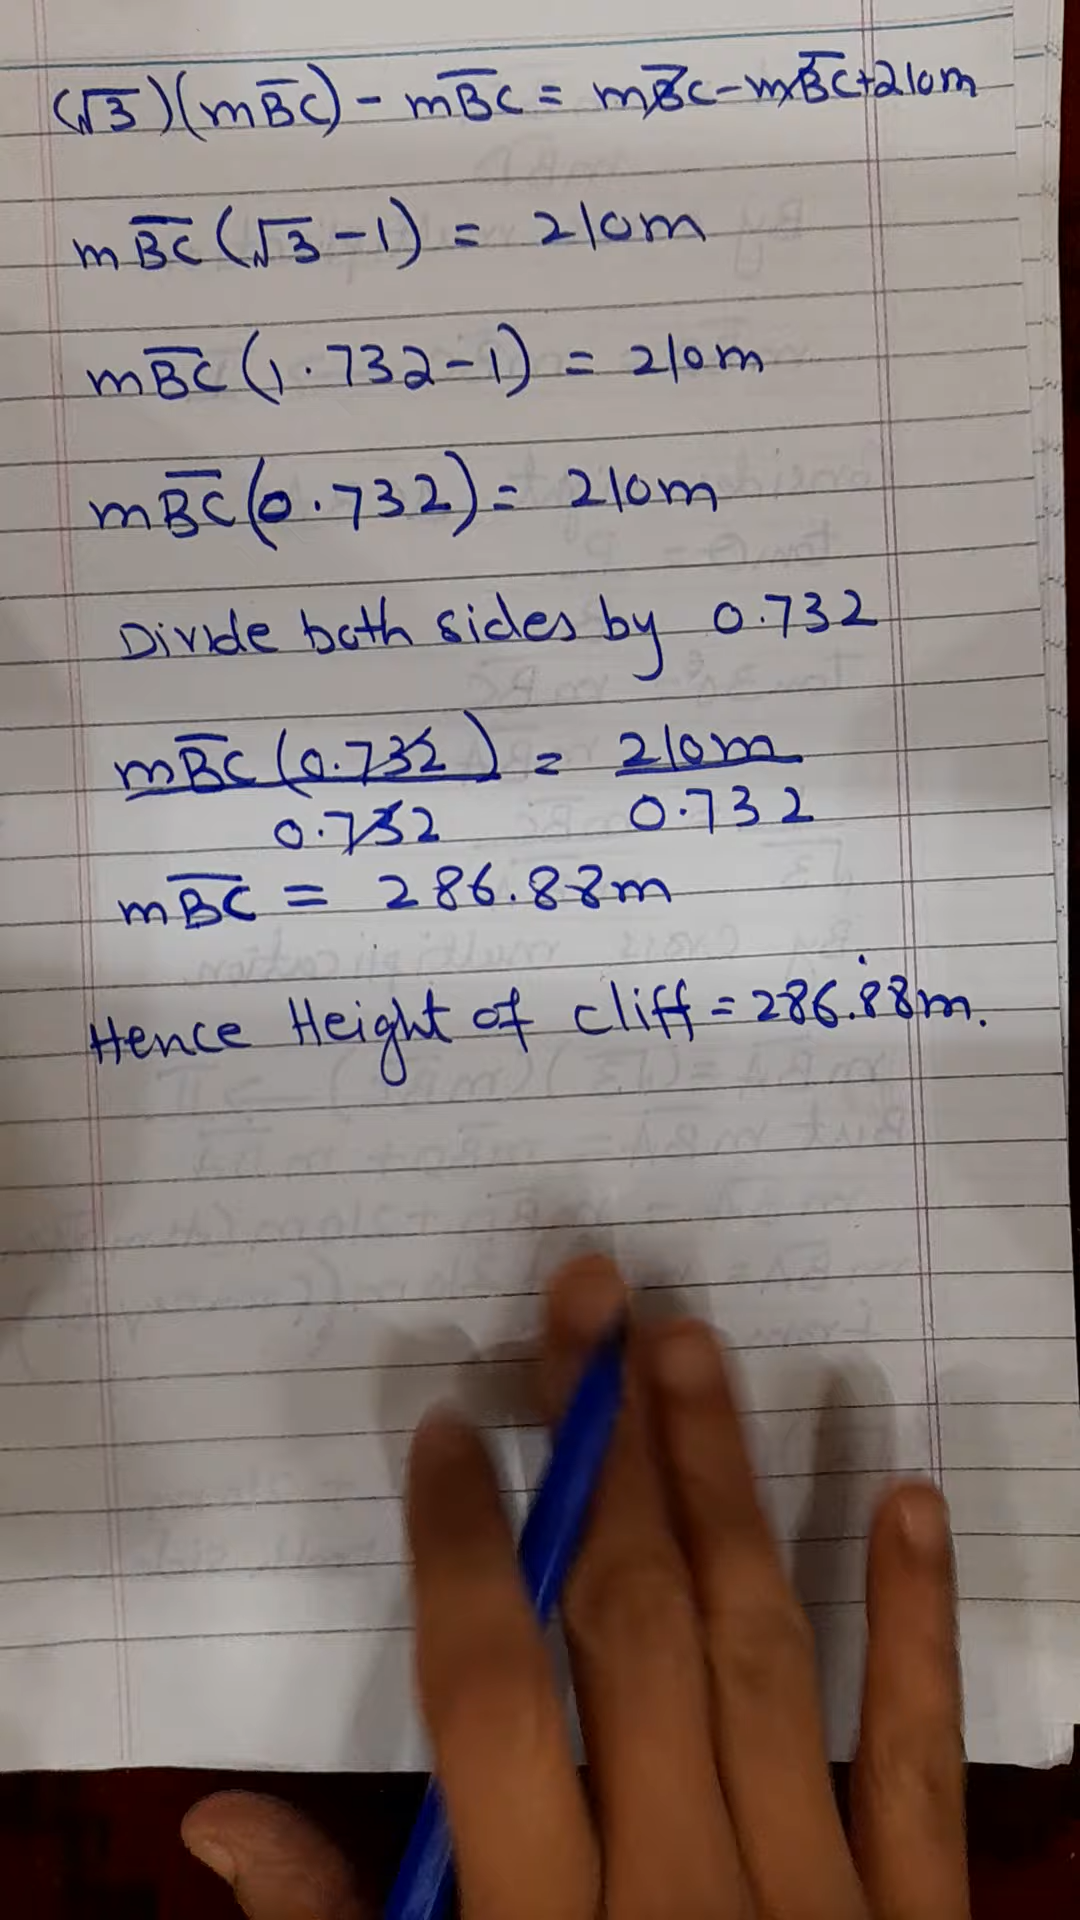 (√3)(mBC) - mBC = mBC - mBC + 210m
mBC(√3 - 1) = 210m
mBC(1.732 - 1) = 210m
mBC(0.732) = 210m
Divide both sides by 0.732
mBC(0.732) = 210m
0.732 0.732
mBC = 286.88m
Hence Height of cliff = 286.88m.